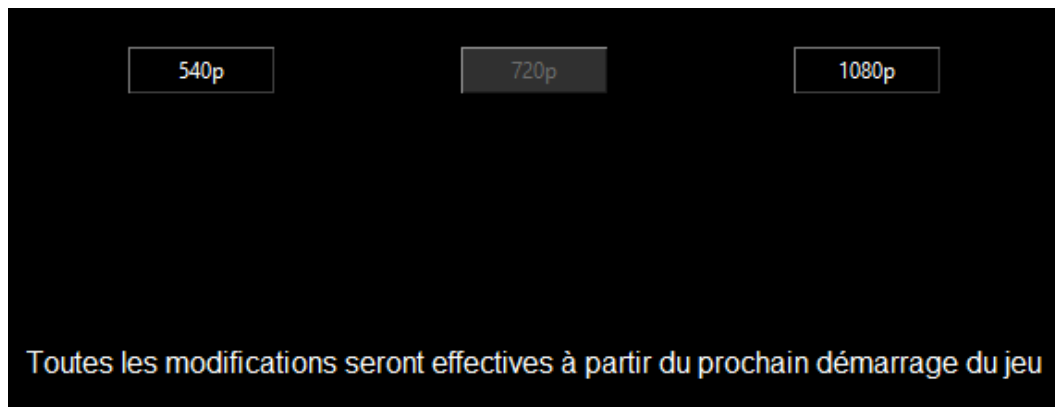 540p 720p 1080p
Toutes les modifications seront effectives à partir du prochain démarrage du jeu